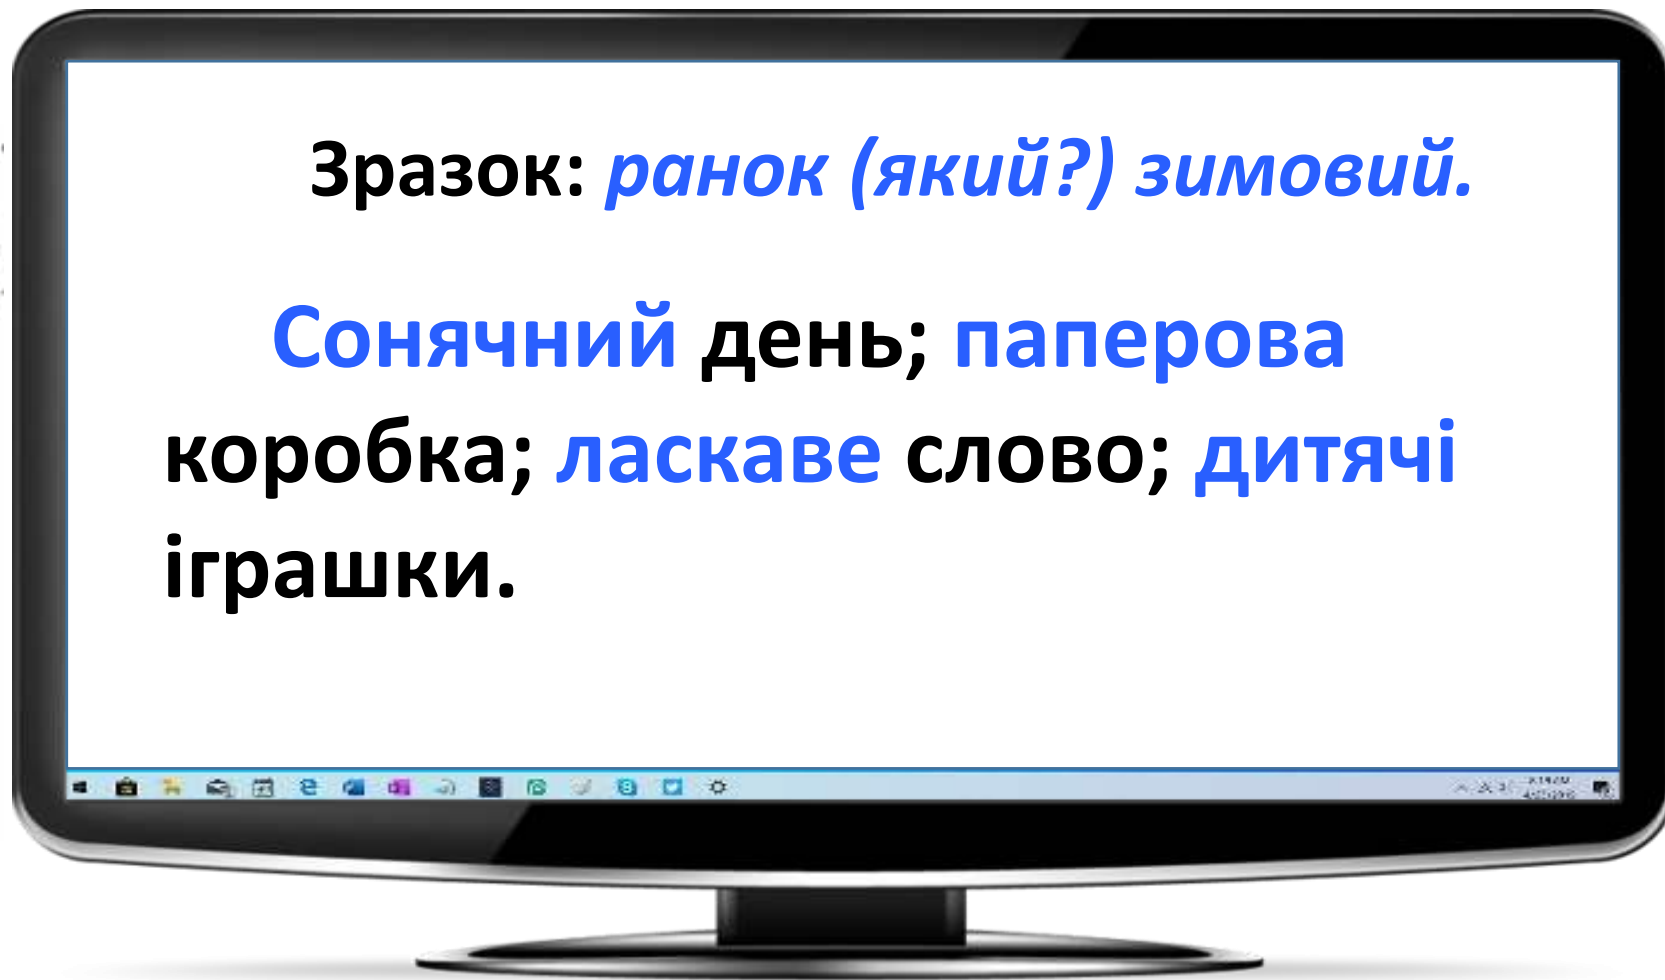 Зразок: ранок (який?) зимовий.
Сонячний день; паперова
коробка; ласкаве слово; дитячі
іграшки.